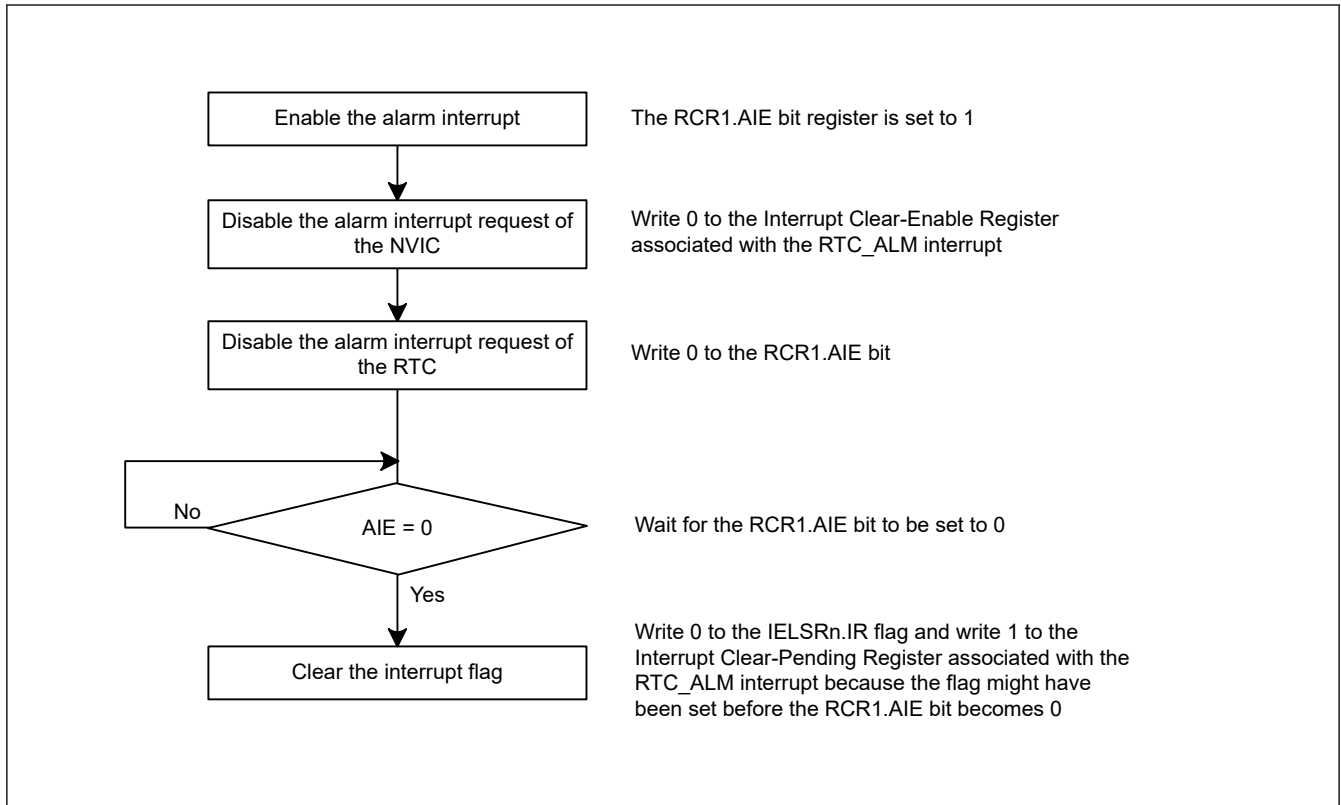 Enable the alarm interrupt
The RCR1.AIE bit register is set to 1
Disable the alarm interrupt request of
the NVIC
Write 0 to the Interrupt Clear-Enable Register
associated with the RTC_ALM interrupt
Disable the alarm interrupt request of
the RTC
Write 0 to the RCR1.AIE bit
No
AIE = 0
Wait for the RCR1.AIE bit to be set to 0
Yes
Clear the interrupt flag
Write 0 to the IELSRn.IR flag and write 1 to the
Interrupt Clear-Pending Register associated with the
RTC_ALM interrupt because the flag might have
been set before the RCR1.AIE bit becomes 0